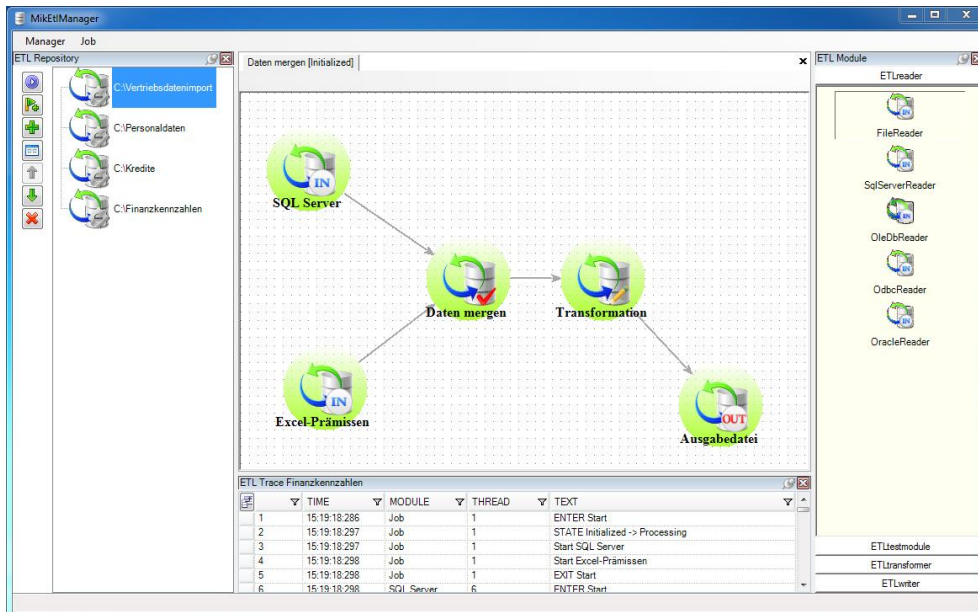 MikEtlManager
Manager Job
ETL Repository
C:\Vertriebsdatenimport
C:\Personaldaten
C:\Kredite
C:\Finanzkennzahlen
Daten mergen [Initialized]
IN
SQL Server
Daten mergen
Transformation
IN
Excel-Prämissen
OUT
Ausgabedatei
ETL Trace Finanzkennzahlen
TIME MODULE THREAD TEXT
1 15:19:18:286 Job 1 ENTER Start
2 15:19:18:297 Job 1 STATE Initialized -> Processing
3 15:19:18:297 Job 1 Start SQL Server
4 15:19:18:298 Job 1 Start Excel-Prämissen
5 15:19:18:298 Job 1 EXIT Start
6 15:19:18:298 SQL Server 6 ENTER Start
ETL Module
ETLreader
IN
FileReader
IN
SqlServerReader
IN
OleDbReader
IN
OdbcReader
IN
OracleReader
ETLtestmodule
ETLtransformer
ETLwriter